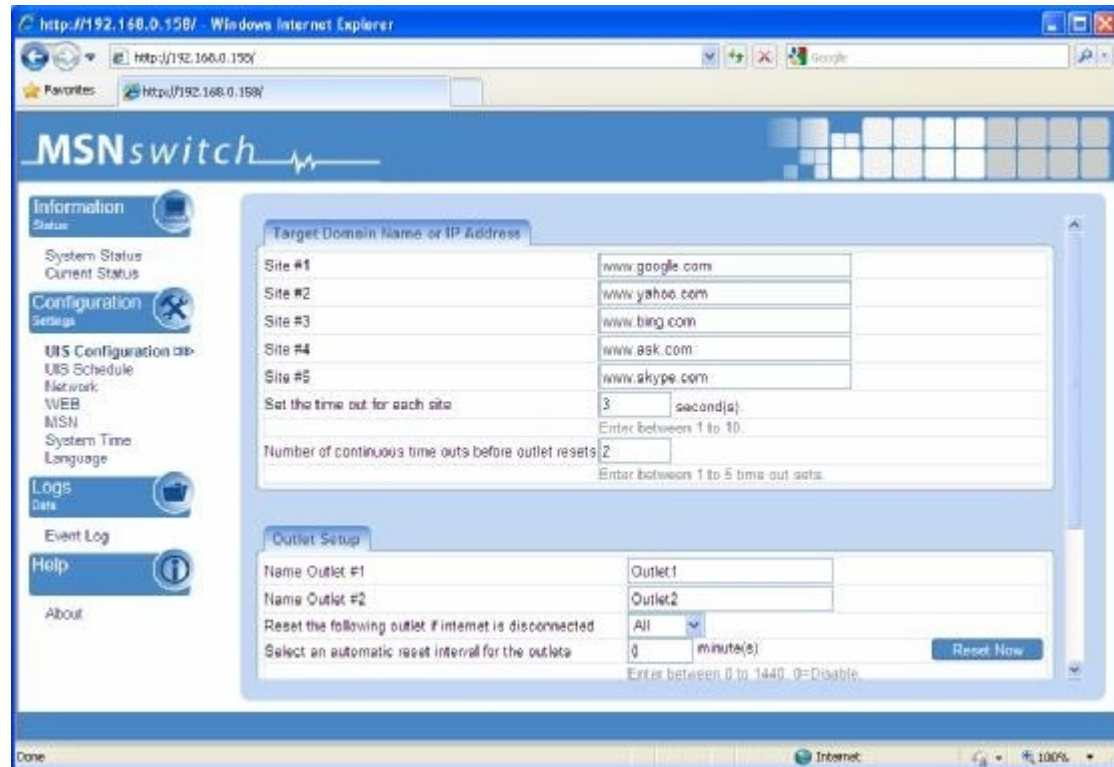 http://192.168.0.158/ - Windows Internet Explorer
http://192.168.0.158/
Google
Favorites
http://192.168.0.158/
MSNswitch
Information
Status
System Status
Current Status
Configuration
Settings
UIS Configuration
UIS Schedule
Network
WEB
MSN
System Time
Language
Logs
Data
Event Log
Help
About
Target Domain Name or IP Address
Site #1 www.google.com
Site #2 www.yahoo.com
Site #3 www.bing.com
Site #4 www.ask.com
Site #5 www.skype.com
Set the time out for each site 3 second(s)
Enter between 1 to 10.
Number of continuous time outs before outlet resets 2
Enter between 1 to 5 time out sets.
Outlet Setup
Name Outlet #1 Outlet1
Name Outlet #2 Outlet2
Reset the following outlet if internet is disconnected All
Select an automatic reset interval for the outlets 0 minute(s) Reset Now
Enter between 0 to 1440. 0=Disable.
Done Internet 100%